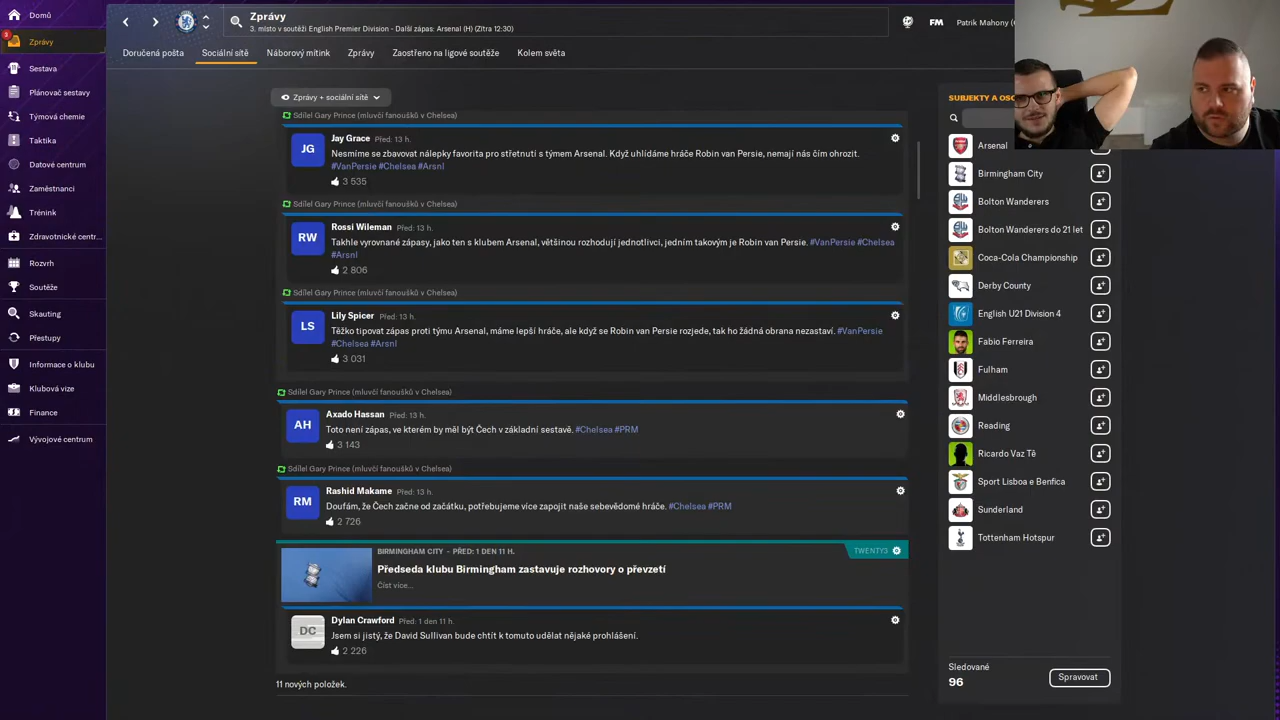 Domů
3
Zprávy
Sestava
Plánovač sestavy
Týmová chemie
Taktika
Datové centrum
Zaměstnanci
Trénink
Zdravotnické centr...
Rozvrh
Soutěže
Skauting
Přestupy
Informace o klubu
Klubová vize
Finance
Vývojové centrum
Zprávy
3. místo v soutěži English Premier Division - Další zápas: Arsenal (H) (Zítra 12:30)
FM
Patrik Mahony (
Doručená pošta
Sociální sítě
Náborový mítink
Zprávy
Zaostřeno na ligové soutěže
Kolem světa
Zprávy + sociální sítě
Sdílel Gary Prince (mluvčí fanoušků v Chelsea)
JG
Jay Grace Před: 13 h.
Nesmíme se zbavovat nálepky favorita pro střetnutí s týmem Arsenal. Když uhlídáme hráče Robin van Persie, nemají nás čím ohrozit.
#VanPersie #Chelsea #Arsnl
3 535
Sdílel Gary Prince (mluvčí fanoušků v Chelsea)
RW
Rossi Wileman Před: 13 h.
Takhle vyrovnané zápasy, jako ten s klubem Arsenal, většinou rozhodují jednotlivci, jedním takovým je Robin van Persie. #VanPersie #Chelsea
#Arsnl
2 806
Sdílel Gary Prince (mluvčí fanoušků v Chelsea)
LS
Lily Spicer Před: 13 h.
Těžko tipovat zápas proti týmu Arsenal, máme lepší hráče, ale když se Robin van Persie rozjede, tak ho žádná obrana nezastaví. #VanPersie
#Chelsea #Arsnl
3 031
Sdílel Gary Prince (mluvčí fanoušků v Chelsea)
AH
Axado Hassan Před: 13 h.
Toto není zápas, ve kterém by měl být Čech v základní sestavě. #Chelsea #PRM
3 143
Sdílel Gary Prince (mluvčí fanoušků v Chelsea)
RM
Rashid Makame Před: 13 h.
Doufám, že Čech začne od začátku, potřebujeme více zapojit naše sebevědomé hráče. #Chelsea #PRM
2 726
BIRMINGHAM CITY - PŘED: 1 DEN 11 H.
TWENTY3
Předseda klubu Birmingham zastavuje rozhovory o převzetí
Číst více...
DC
Dylan Crawford Před: 1 den 11 h.
Jsem si jistý, že David Sullivan bude chtít k tomuto udělat nějaké prohlášení.
2 226
11 nových položek.
SUBJEKTY A OSO
Arsenal
Birmingham City
Bolton Wanderers
Bolton Wanderers do 21 let
Coca-Cola Championship
Derby County
English U21 Division 4
Fabio Ferreira
Fulham
Middlesbrough
Reading
Ricardo Vaz Tê
Sport Lisboa e Benfica
Sunderland
Tottenham Hotspur
Sledované
96
Spravovat